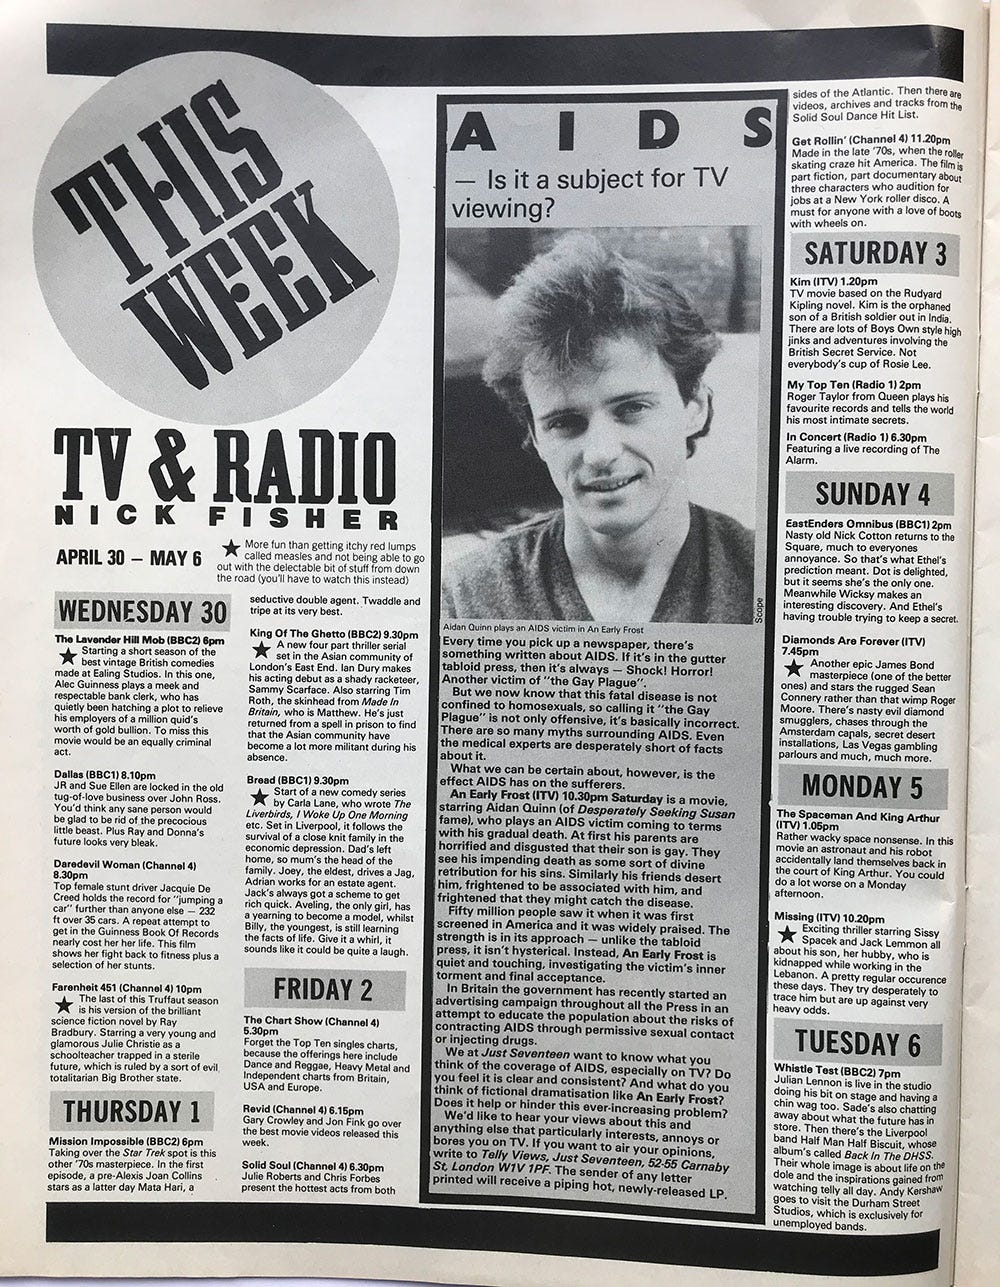 THIS
WEEK
TV & RADIO
NICK FISHER
APRIL 30 — MAY 6
★ More fun than getting itchy red lumps
called measles and not being able to go
out with the delectable bit of stuff from down
the road (you'll have to watch this instead)
WEDNESDAY 30
The Lavender Hill Mob (BBC2) 6pm
★ Starting a short season of the
best vintage British comedies
made at Ealing Studios. In this one,
Alec Guinness plays a meek and
respectable bank clerk, who has
quietly been hatching a plot to relieve
his employers of a million quid's
worth of gold bullion. To miss this
movie would be an equally criminal
act.
Dallas (BBC1) 8.10pm
JR and Sue Ellen are locked in the old
tug-of-love business over John Ross.
You'd think any sane person would
be glad to be rid of the precocious
little beast. Plus Ray and Donna's
future looks very bleak.
Daredevil Woman (Channel 4)
8.30pm
Top female stunt driver Jacquie De
Creed holds the record for "jumping a
car" further than anyone else — 232
ft over 35 cars. A repeat attempt to
get in the Guinness Book Of Records
nearly cost her her life. This film
shows her fight back to fitness plus a
selection of her stunts.
Farenheit 451 (Channel 4) 10pm
★ The last of this Truffaut season
is his version of the brilliant
science fiction novel by Ray
Bradbury. Starring a very young and
glamorous Julie Christie as a
schoolteacher trapped in a sterile
future, which is ruled by a sort of evil,
totalitarian Big Brother state.
THURSDAY 1
Mission Impossible (BBC2) 6pm
Taking over the Star Trek spot is this
other '70s masterpiece. In the first
episode, a pre-Alexis Joan Collins
stars as a latter day Mata Hari, a
seductive double agent. Twaddle and
tripe at its very best.
King Of The Ghetto (BBC2) 9.30pm
★ A new four part thriller serial
set in the Asian community of
London's East End. Ian Dury makes
his acting debut as a shady racketeer,
Sammy Scarface. Also starring Tim
Roth, the skinhead from Made In
Britain, who is Matthew. He's just
returned from a spell in prison to find
that the Asian community have
become a lot more militant during his
absence.
Bread (BBC1) 9.30pm
★ Start of a new comedy series
by Carla Lane, who wrote The
Liverbirds, I Woke Up One Morning
etc. Set in Liverpool, it follows the
survival of a close knit family in the
economic depression. Dad's left
home, so mum's the head of the
family. Joey, the eldest, drives a Jag,
Adrian works for an estate agent.
Jack's always got a scheme to get
rich quick. Aveling, the only girl, has
a yearning to become a model, whilst
Billy, the youngest, is still learning
the facts of life. Give it a whirl, it
sounds like it could be quite a laugh.
FRIDAY 2
The Chart Show (Channel 4)
5.30pm
Forget the Top Ten singles charts,
because the offerings here include
Dance and Reggae, Heavy Metal and
Independent charts from Britain,
USA and Europe.
Revid (Channel 4) 6.15pm
Gary Crowley and Jon Fink go over
the best movie videos released this
week.
Solid Soul (Channel 4) 6.30pm
Julie Roberts and Chris Forbes
present the hottest acts from both
AIDS
— Is it a subject for TV
viewing?
Scope
Aidan Quinn plays an AIDS victim in An Early Frost
Every time you pick up a newspaper, there's
something written about AIDS. If it's in the gutter
tabloid press, then it's always — Shock! Horror!
Another victim of "the Gay Plague".
But we now know that this fatal disease is not
confined to homosexuals, so calling it "the Gay
Plague" is not only offensive, it's basically incorrect.
There are so many myths surrounding AIDS. Even
the medical experts are desperately short of facts
about it.
What we can be certain about, however, is the
effect AIDS has on the sufferers.
An Early Frost (ITV) 10.30pm Saturday is a movie,
starring Aidan Quinn (of Desperately Seeking Susan
fame), who plays an AIDS victim coming to terms
with his gradual death. At first his parents are
horrified and disgusted that their son is gay. They
see his impending death as some sort of divine
retribution for his sins. Similarly his friends desert
him, frightened to be associated with him, and
frightened that they might catch the disease.
Fifty million people saw it when it was first
screened in America and it was widely praised. The
strength is in its approach — unlike the tabloid
press, it isn't hysterical. Instead, An Early Frost is
quiet and touching, investigating the victim's inner
torment and final acceptance.
In Britain the government has recently started an
advertising campaign throughout all the Press in an
attempt to educate the population about the risks of
contracting AIDS through permissive sexual contact
or injecting drugs.
We at Just Seventeen want to know what you
think of the coverage of AIDS, especially on TV? Do
you feel it is clear and consistent? And what do you
think of fictional dramatisation like An Early Frost?
Does it help or hinder this ever-increasing problem?
We'd like to hear your views about this and
anything else that particularly interests, annoys or
bores you on TV. If you want to air your opinions,
write to Telly Views, Just Seventeen, 52-55 Carnaby
St, London W1V 1PF. The sender of any letter
printed will receive a piping hot, newly-released LP.
sides of the Atlantic. Then there are
videos, archives and tracks from the
Solid Soul Dance Hit List.
Get Rollin' (Channel 4) 11.20pm
Made in the late '70s, when the roller
skating craze hit America. The film is
part fiction, part documentary about
three characters who audition for
jobs at a New York roller disco. A
must for anyone with a love of boots
with wheels on.
SATURDAY 3
Kim (ITV) 1.20pm
TV movie based on the Rudyard
Kipling novel. Kim is the orphaned
son of a British soldier out in India.
There are lots of Boys Own style high
jinks and adventures involving the
British Secret Service. Not
everybody's cup of Rosie Lee.
My Top Ten (Radio 1) 2pm
Roger Taylor from Queen plays his
favourite records and tells the world
his most intimate secrets.
In Concert (Radio 1) 6.30pm
Featuring a live recording of The
Alarm.
SUNDAY 4
EastEnders Omnibus (BBC1) 2pm
Nasty old Nick Cotton returns to the
Square, much to everyones
annoyance. So that's what Ethel's
prediction meant. Dot is delighted,
but it seems she's the only one.
Meanwhile Wicksy makes an
interesting discovery. And Ethel's
having trouble trying to keep a secret.
Diamonds Are Forever (ITV)
7.45pm
★ Another epic James Bond
masterpiece (one of the better
ones) and stars the rugged Sean
Connery rather than that wimp Roger
Moore. There's nasty evil diamond
smugglers, chases through the
Amsterdam capals, secret desert
installations, Las Vegas gambling
parlours and much, much more.
MONDAY 5
The Spaceman And King Arthur
(ITV) 1.05pm
Rather wacky space nonsense. In this
movie an astronaut and his robot
accidentally land themselves back in
the court of King Arthur. You could
do a lot worse on a Monday
afternoon.
Missing (ITV) 10.20pm
★ Exciting thriller starring Sissy
Spacek and Jack Lemmon all
about his son, her hubby, who is
kidnapped while working in the
Lebanon. A pretty regular occurence
these days. They try desperately to
trace him but are up against very
heavy odds.
TUESDAY 6
Whistle Test (BBC2) 7pm
Julian Lennon is live in the studio
doing his bit on stage and having a
chin wag too. Sade's also chatting
away about what the future has in
store. Then there's the Liverpool
band Half Man Half Biscuit, whose
album's called Back In The DHSS.
Their whole image is about life on the
dole and the inspirations gained from
watching telly all day. Andy Kershaw
goes to visit the Durham Street
Studios, which is exclusively for
unemployed bands.